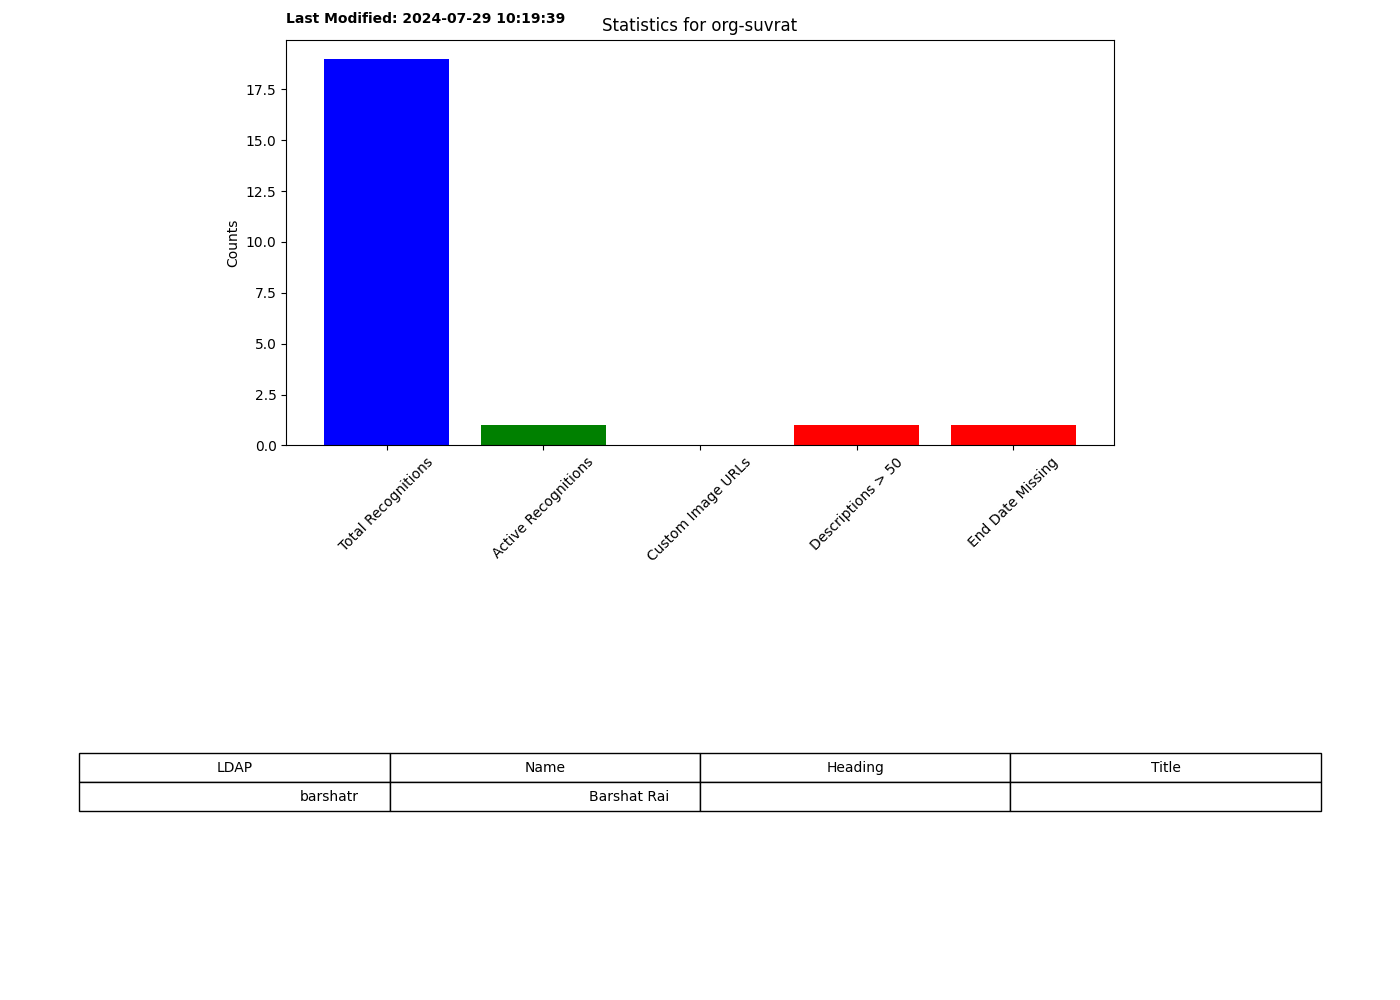 Last Modified: 2024-07-29 10:19:39
Statistics for org-suvrat
Counts
17.5
15.0
12.5
10.0
7.5
5.0
2.5
0.0
Total Recognitions
Active Recognitions
Custom Image URLs
Descriptions > 50
End Date Missing
LDAP Name Heading Title
barshatr Barshat Rai